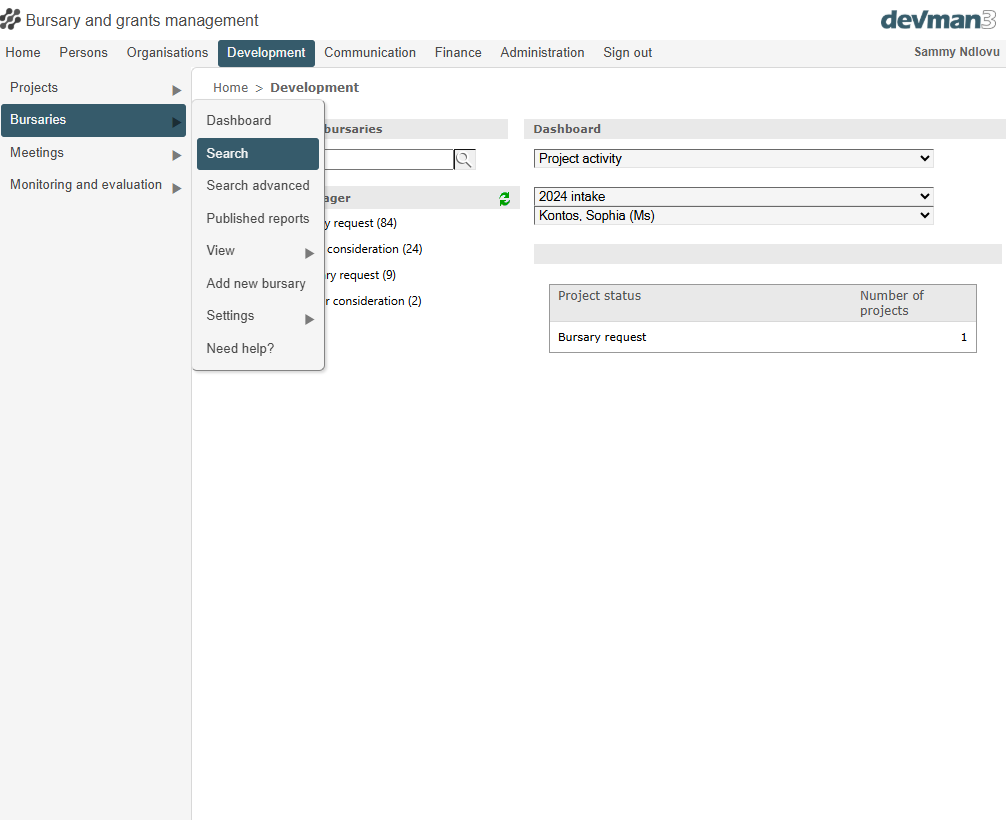 Bursary and grants management
devman3
Home Persons Organisations Development Communication Finance Administration Sign out
Sammy Ndlovu
Projects
Bursaries
Meetings
Monitoring and evaluation
Home > Development
Dashboard
Search
Search advanced
Published reports
View
Add new bursary
Settings
Need help?
bursaries
request (84)
consideration (24)
request (9)
consideration (2)
Dashboard
Project activity
2024 intake
Kontos, Sophia (Ms)
Project status Number of
projects
Bursary request 1